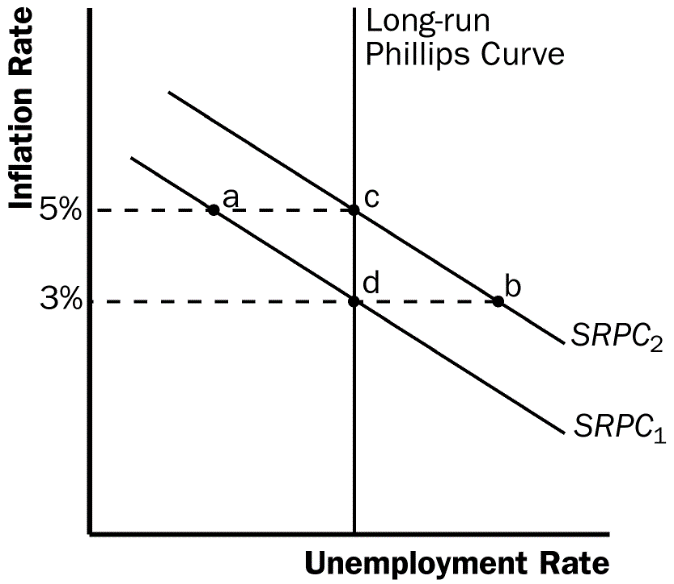 Inflation Rate
Long-run
Phillips Curve
5%
a
c
3%
d
b
SRPC2
SRPC1
Unemployment Rate